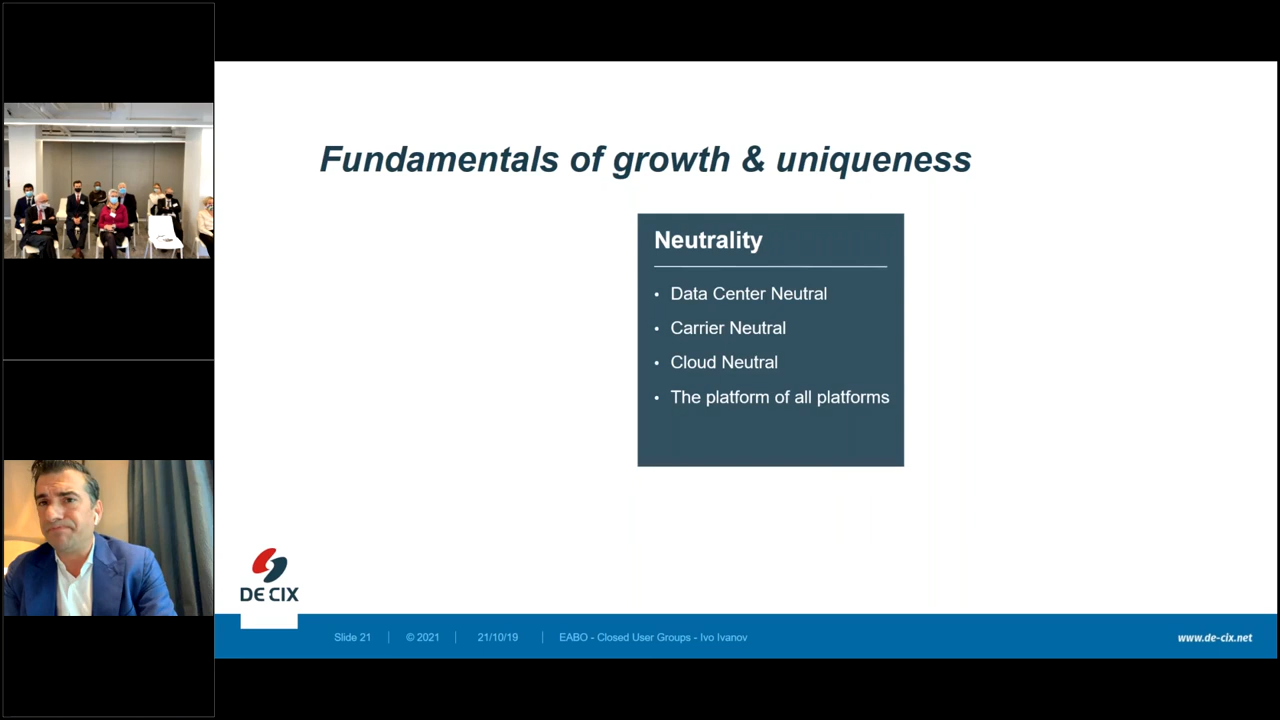 Fundamentals of growth & uniqueness
Neutrality
• Data Center Neutral
• Carrier Neutral
• Cloud Neutral
• The platform of all platforms
DE CIX
Slide 21 | © 2021 | 21/10/19 | EABO - Closed User Groups - Ivo Ivanov
www.de-cix.net